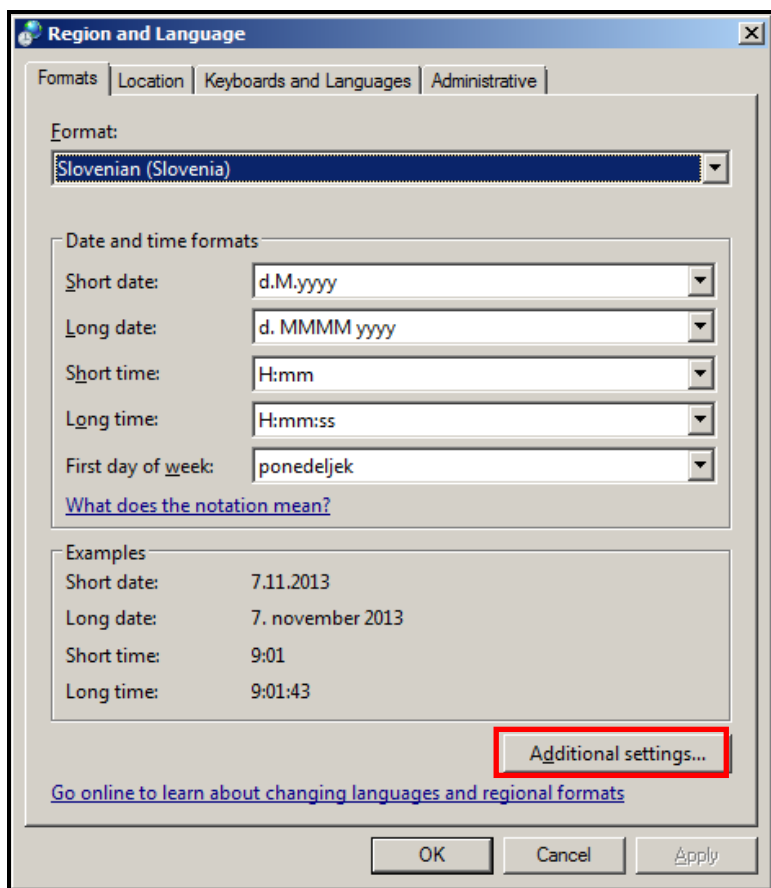 Region and Language
Formats Location Keyboards and Languages Administrative
Format:
Slovenian (Slovenia)
Date and time formats
Short date: d.M.yyyy
Long date: d. MMMM yyyy
Short time: H:mm
Long time: H:mm:ss
First day of week: ponedeljek
What does the notation mean?
Examples
Short date: 7.11.2013
Long date: 7. november 2013
Short time: 9:01
Long time: 9:01:43
Additional settings...
Go online to learn about changing languages and regional formats
OK Cancel Apply